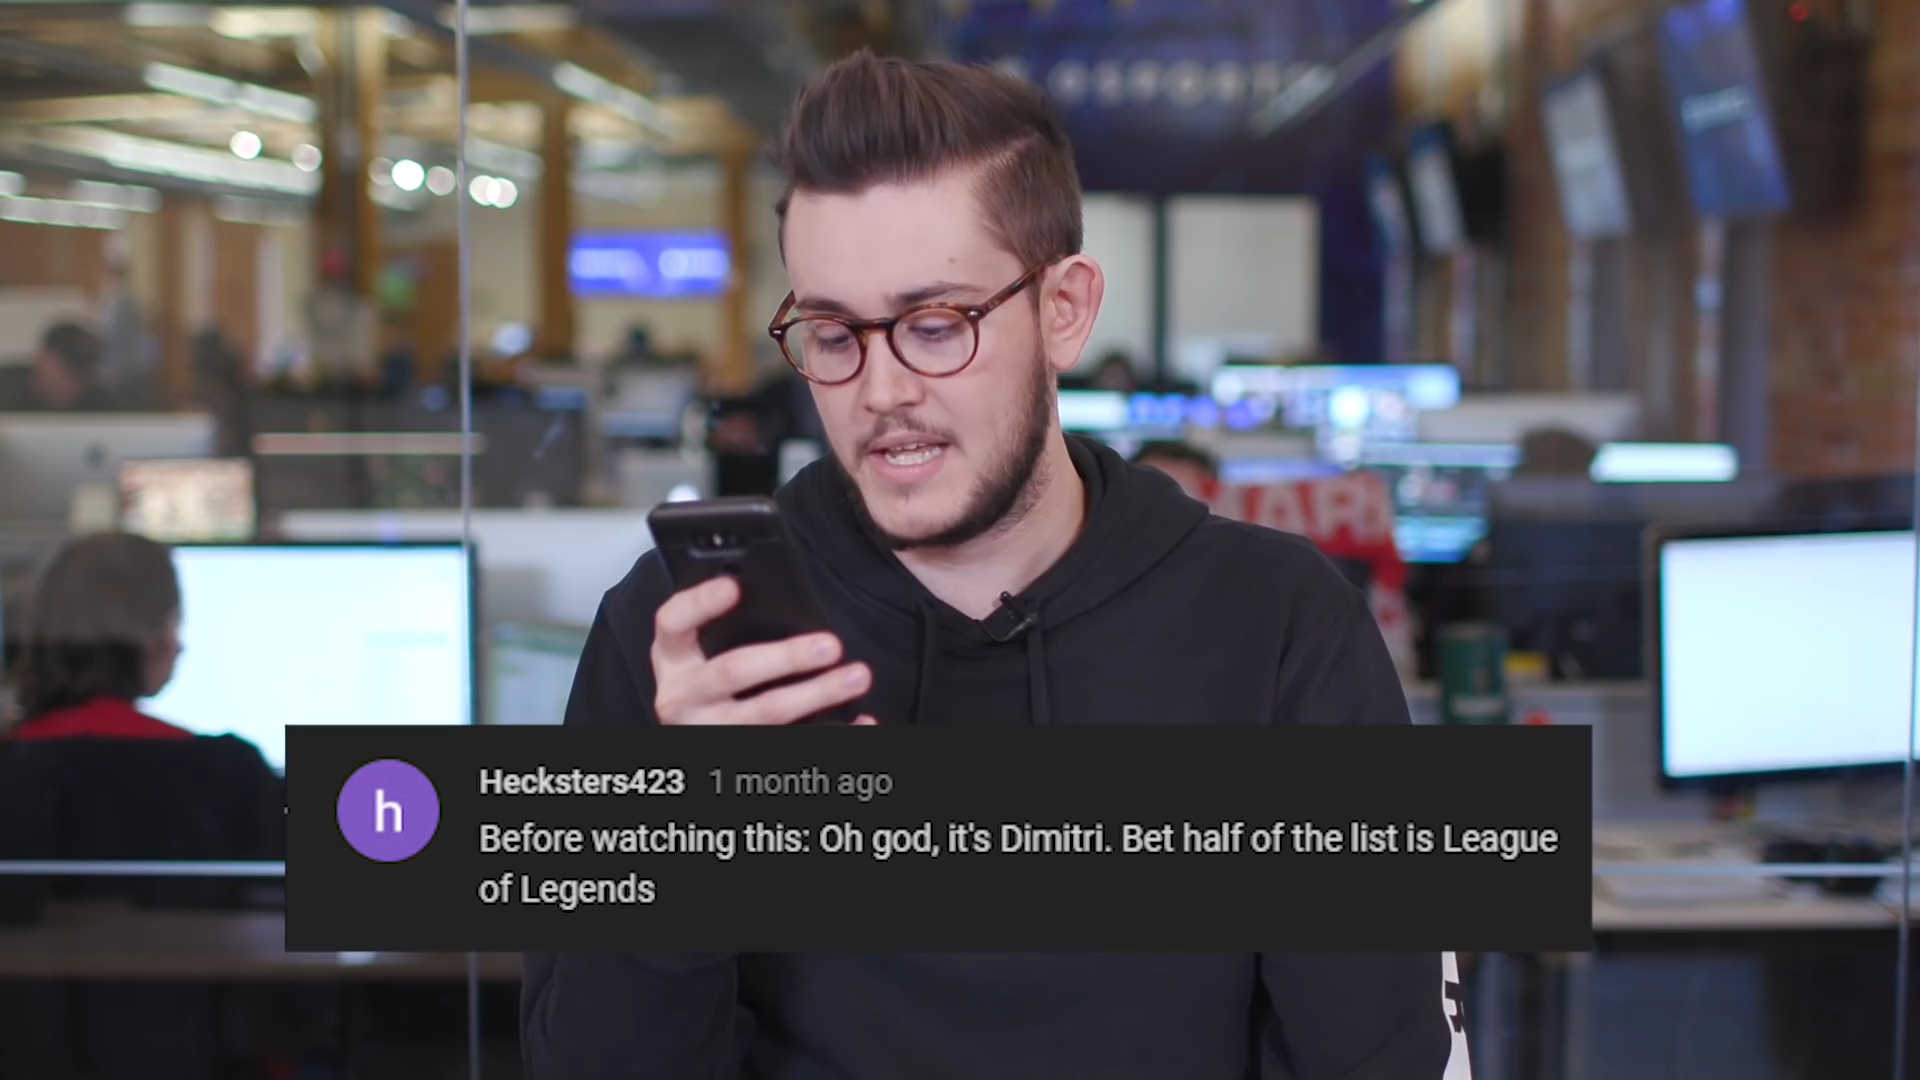 h
Hecksters423 1 month ago
Before watching this: Oh god, it's Dimitri. Bet half of the list is League
of Legends